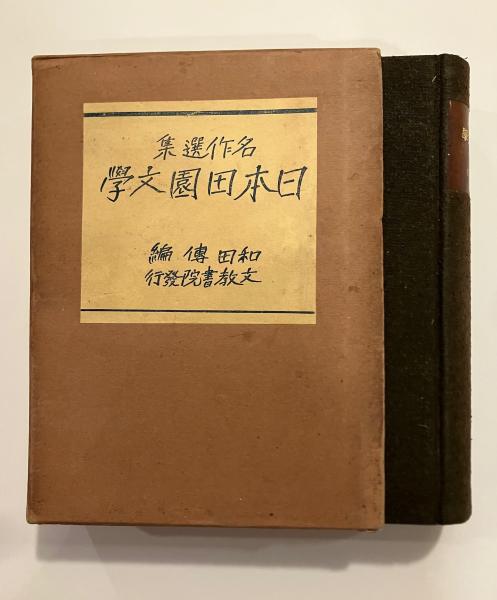 名作選集
日本田園文學
和田傳編
文教書院發行